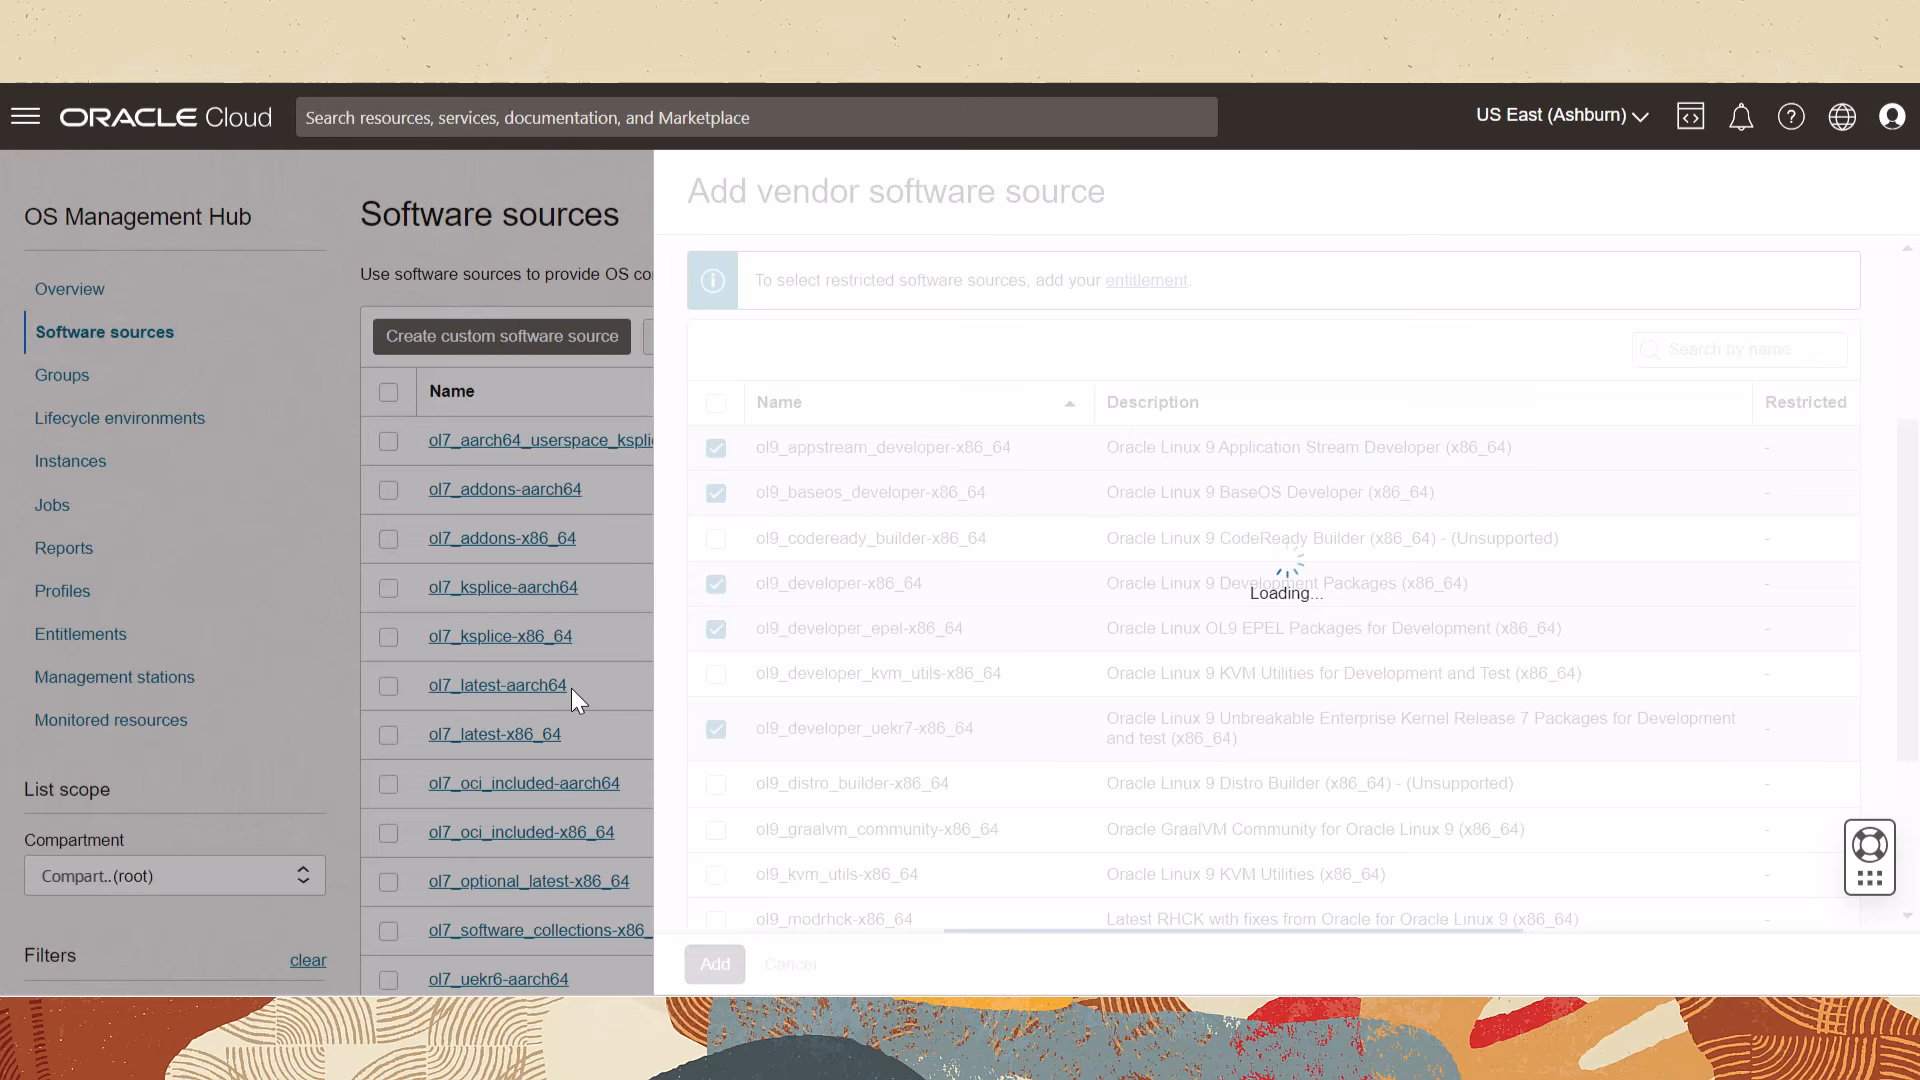 ORACLE Cloud
Search resources, services, documentation, and Marketplace
US East (Ashburn)
OS Management Hub
Overview
Software sources
Groups
Lifecycle environments
Instances
Jobs
Reports
Profiles
Entitlements
Management stations
Monitored resources
List scope
Compartment
Compart..(root)
Filters
clear
Software sources
Use software sources to provide OS co
Create custom software source
Name
ol7_aarch64_userspace_ksplic
ol7_addons-aarch64
ol7_addons-x86_64
ol7_ksplice-aarch64
ol7_ksplice-x86_64
ol7_latest-aarch64
ol7_latest-x86_64
ol7_oci_included-aarch64
ol7_oci_included-x86_64
ol7_optional_latest-x86_64
ol7_software_collections-x86_
ol7_uekr6-aarch64
Add vendor software source
To select restricted software sources, add your entitlement.
Search by name
Name Description Restricted
ol9_appstream_developer-x86_64 Oracle Linux 9 Application Stream Developer (x86_64) -
ol9_baseos_developer-x86_64 Oracle Linux 9 BaseOS Developer (x86_64) -
ol9_codeready_builder-x86_64 Oracle Linux 9 CodeReady Builder (x86_64) - (Unsupported) -
ol9_developer-x86_64 Oracle Linux 9 Development Packages (x86_64) -
Loading...
ol9_developer_epel-x86_64 Oracle Linux OL9 EPEL Packages for Development (x86_64) -
ol9_developer_kvm_utils-x86_64 Oracle Linux 9 KVM Utilities for Development and Test (x86_64) -
ol9_developer_uekr7-x86_64 Oracle Linux 9 Unbreakable Enterprise Kernel Release 7 Packages for Development -
and test (x86_64)
ol9_distro_builder-x86_64 Oracle Linux 9 Distro Builder (x86_64) - (Unsupported) -
ol9_graalvm_community-x86_64 Oracle GraalVM Community for Oracle Linux 9 (x86_64) -
ol9_kvm_utils-x86_64 Oracle Linux 9 KVM Utilities (x86_64) -
ol9_modrhck-x86_64 Latest RHCK with fixes from Oracle for Oracle Linux 9 (x86_64) -
Add Cancel